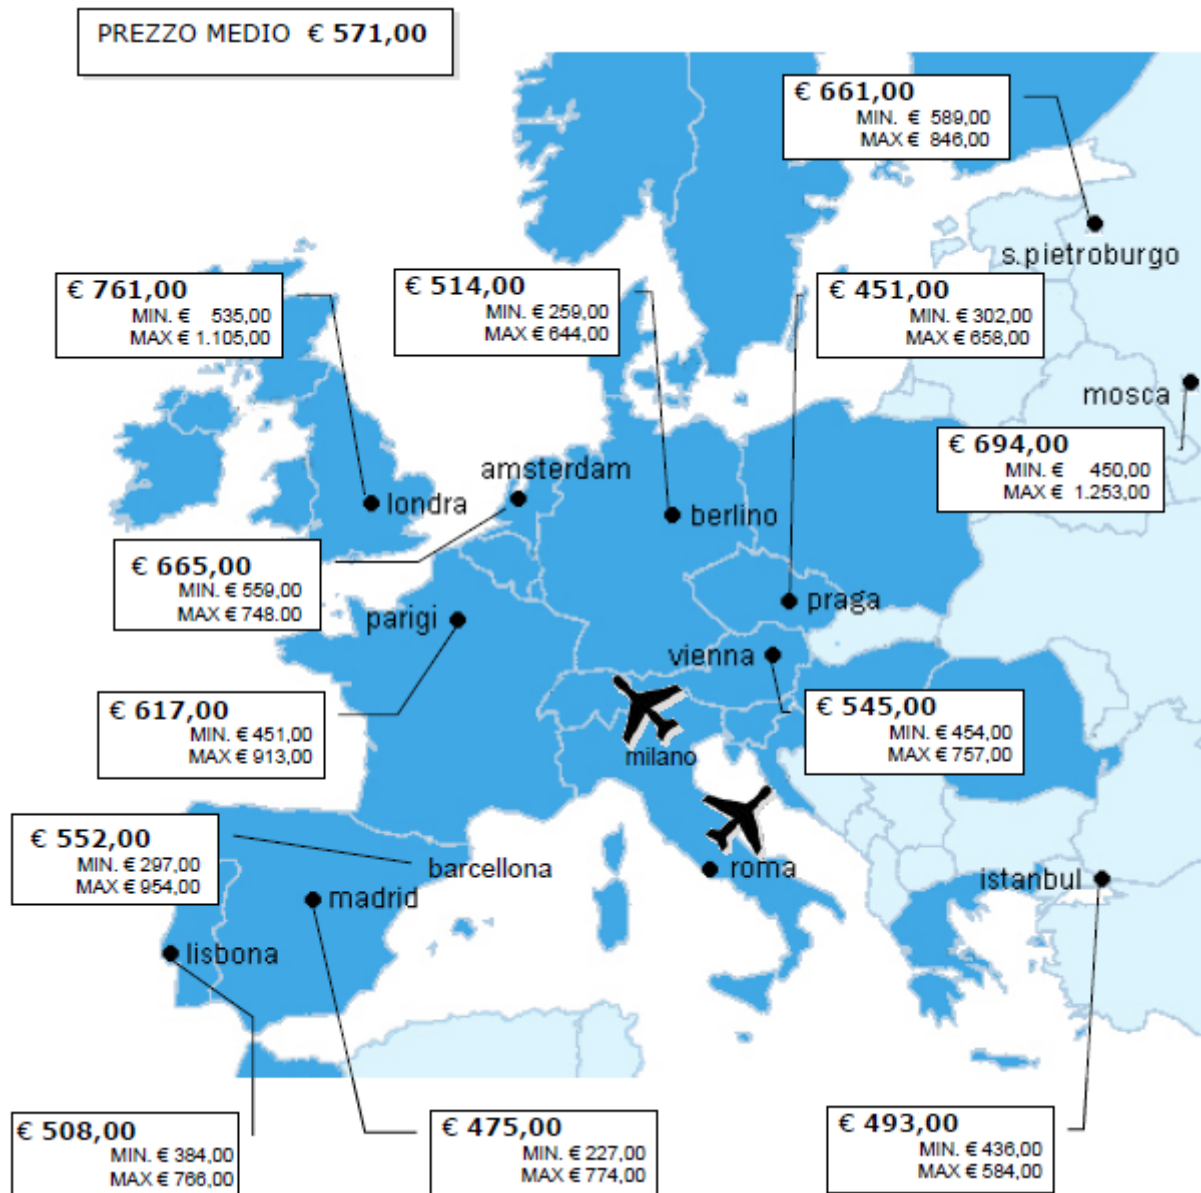 PREZZO MEDIO € 571,00
€ 661,00
MIN. € 589,00
MAX € 846,00
s.pietroburgo
€ 761,00
MIN. € 535,00
MAX € 1.105,00
€ 514,00
MIN. € 259,00
MAX € 644,00
€ 451,00
MIN. € 302,00
MAX € 658,00
mosca
€ 694,00
MIN. € 450,00
MAX € 1.253,00
amsterdam
londra
berlino
€ 665,00
MIN. € 559,00
MAX € 748.00
parigi
praga
vienna
€ 617,00
MIN. € 451,00
MAX € 913,00
€ 545,00
MIN. € 454,00
MAX € 757,00
milano
€ 552,00
MIN. € 297,00
MAX € 954,00
barcellona
roma
istanbul
madrid
lisbona
€ 508,00
MIN. € 384,00
MAX € 766,00
€ 475,00
MIN. € 227,00
MAX € 774,00
€ 493,00
MIN. € 436,00
MAX € 584,00